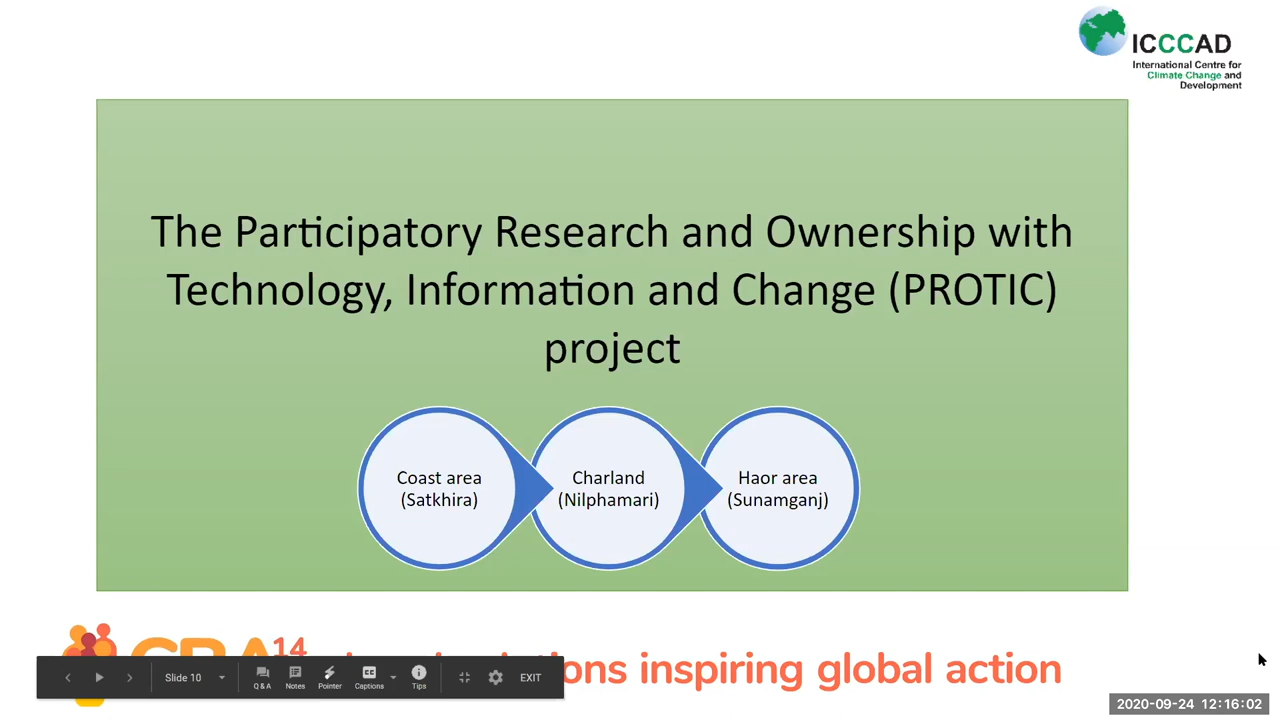 ICCCAD
International Centre for
Climate Change and
Development
The Participatory Research and Ownership with
Technology, Information and Change (PROTIC)
project
Coast area
(Satkhira)
Charland
(Nilphamari)
Haor area
(Sunamganj)
14
inspiring global action
Slide 10
Q & A
Notes
Pointer
CC
Captions
Tips
EXIT
2020-09-24 12:16:02